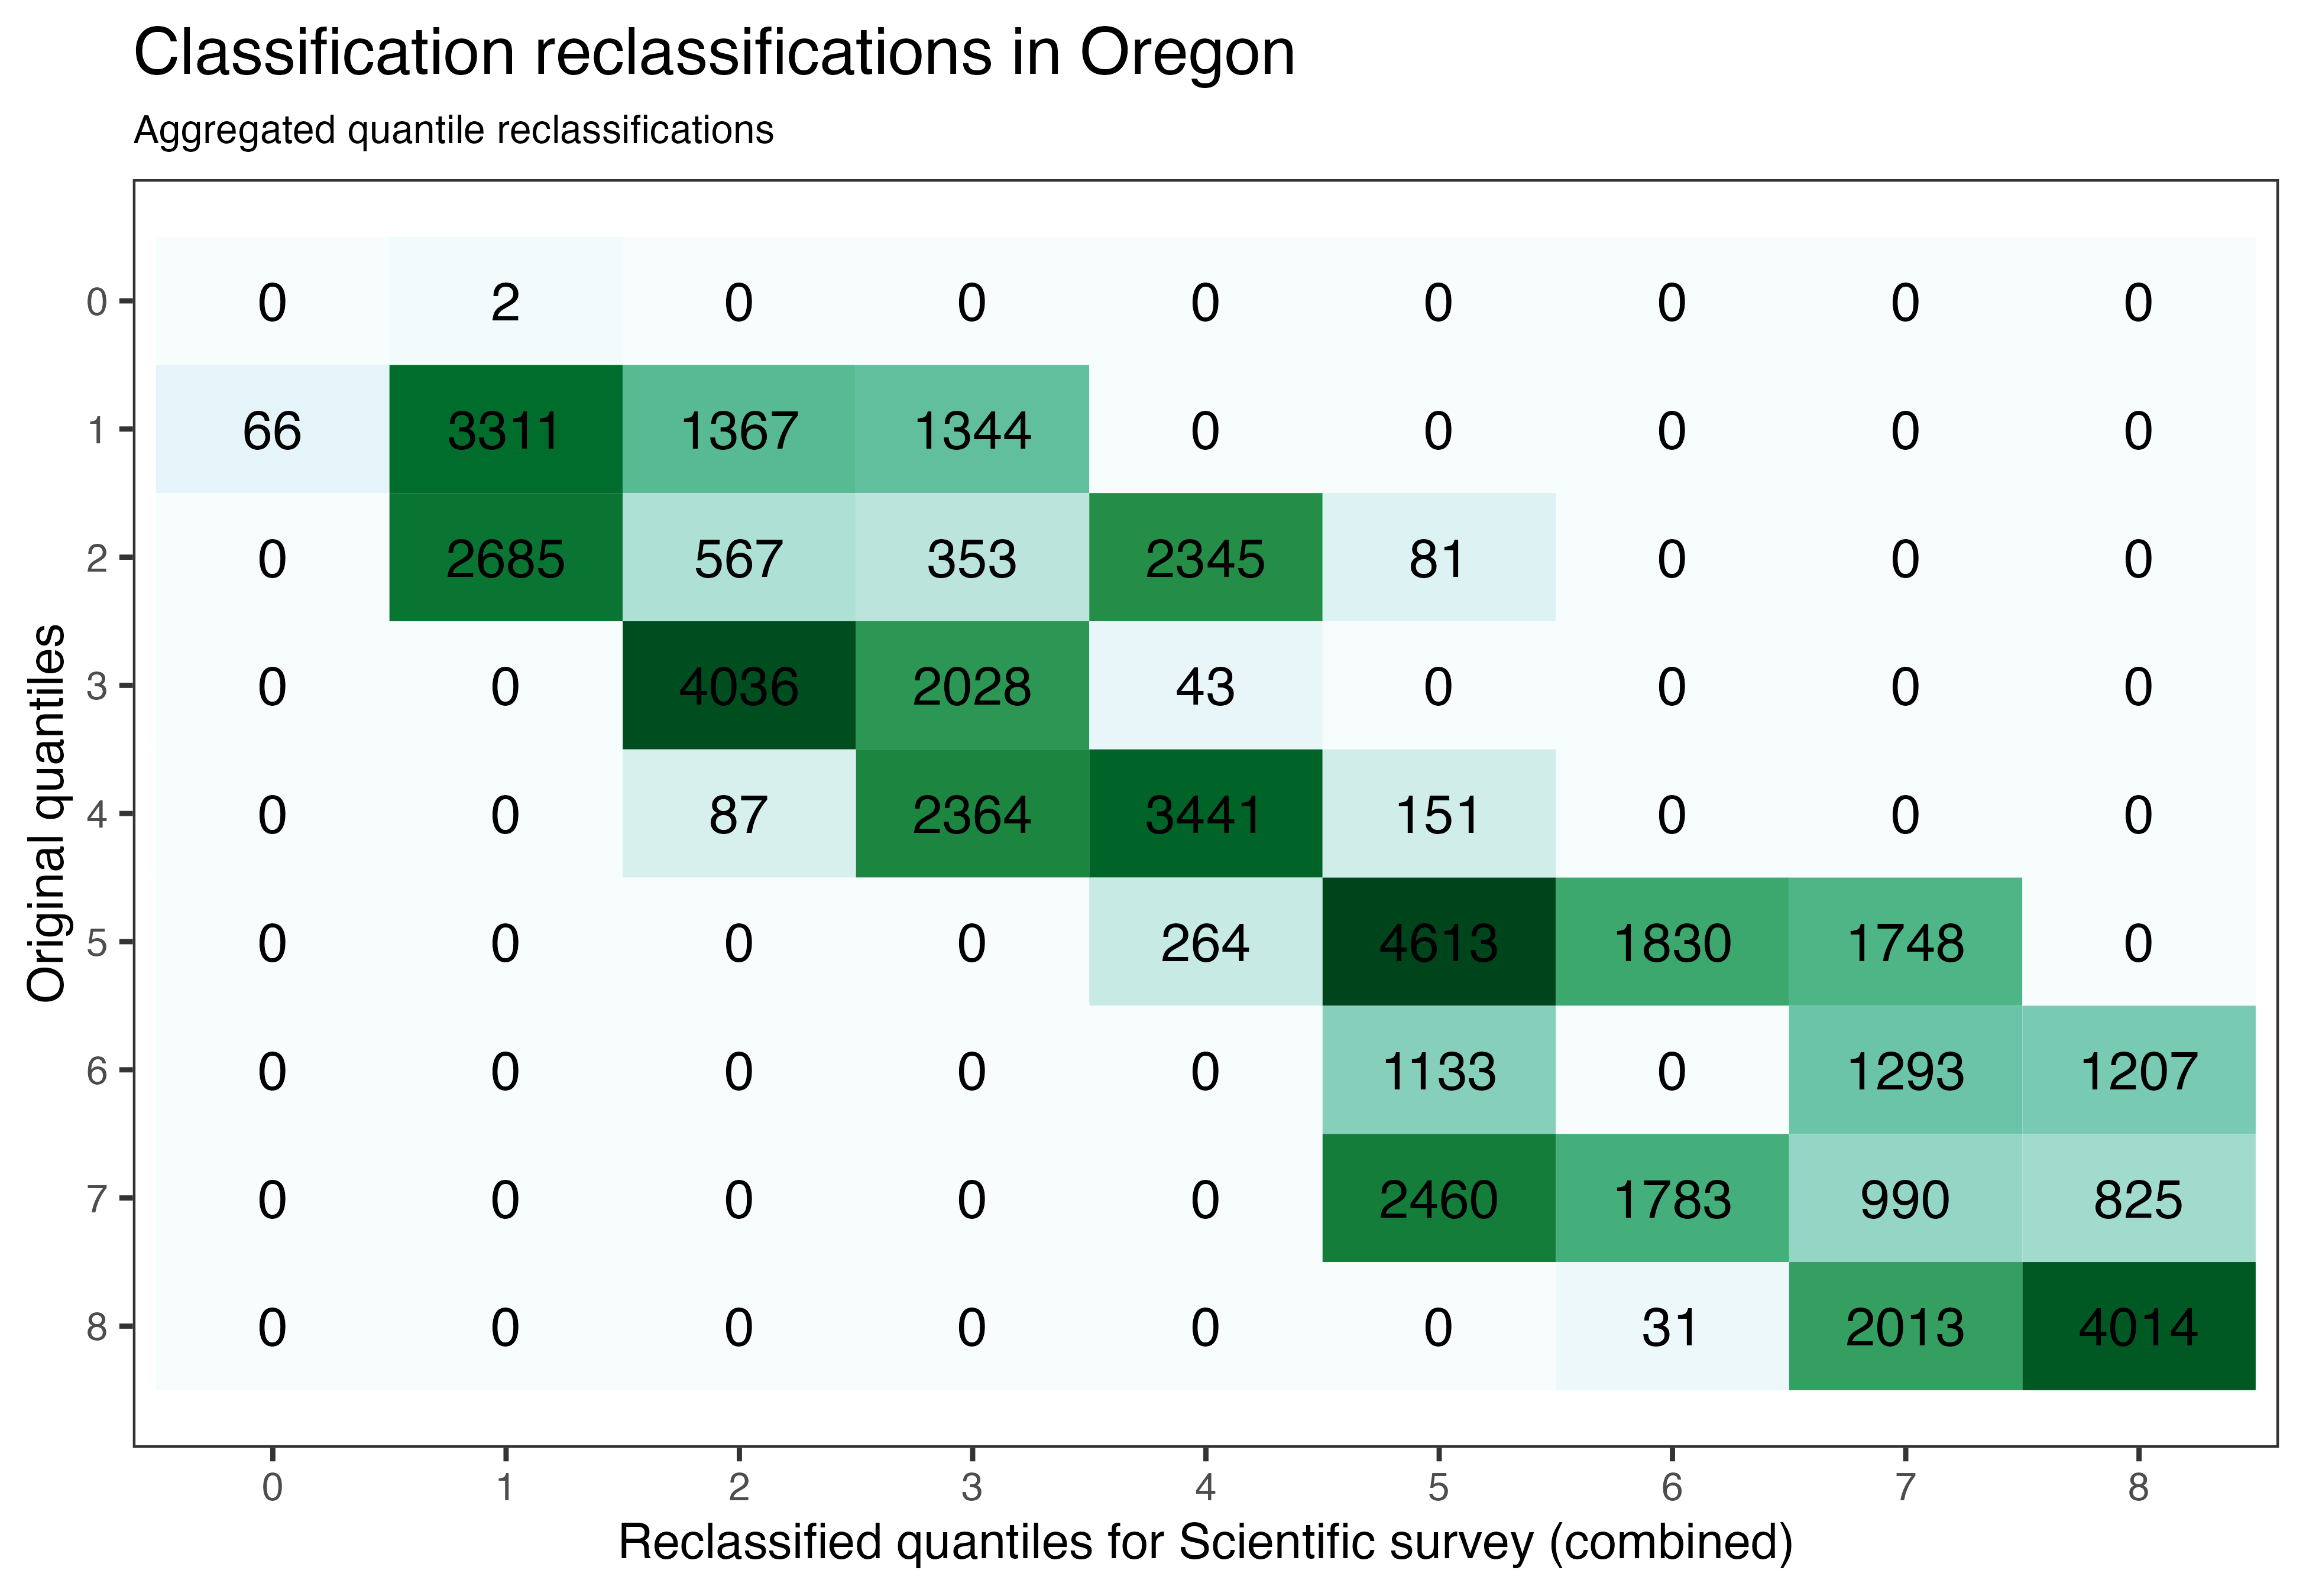 Classification reclassifications in Oregon
Aggregated quantile reclassifications
Original quantiles
0 0 2 0 0 0 0 0 0 0
1 66 3311 1367 1344 0 0 0 0 0
2 0 2685 567 353 2345 81 0 0 0
3 0 0 4036 2028 43 0 0 0 0
4 0 0 87 2364 3441 151 0 0 0
5 0 0 0 0 264 4613 1830 1748 0
6 0 0 0 0 0 1133 0 1293 1207
7 0 0 0 0 0 2460 1783 990 825
8 0 0 0 0 0 0 31 2013 4014
0 1 2 3 4 5 6 7 8
Reclassified quantiles for Scientific survey (combined)